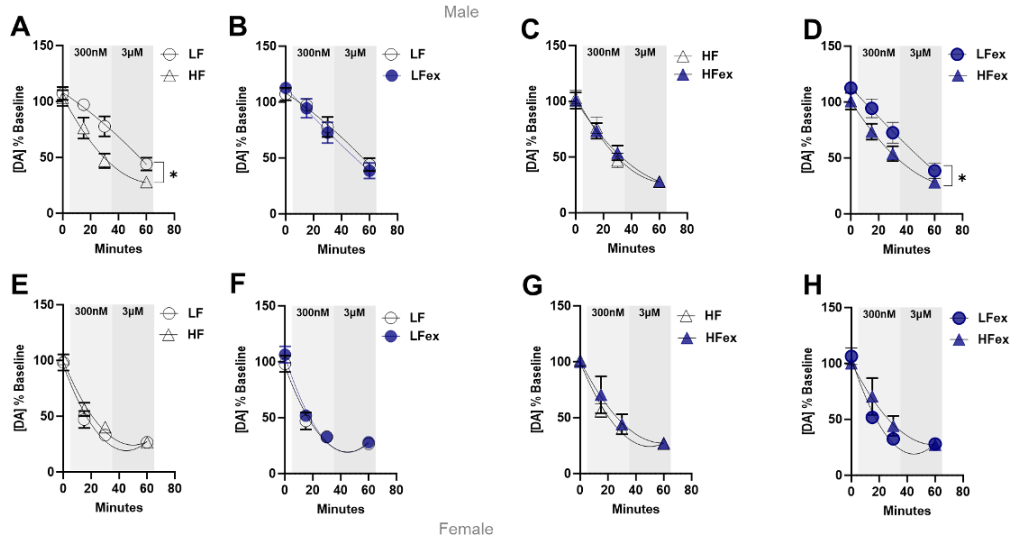 Male
A
B
C
D
300nM 3µM
LF
HF
300nM 3µM
LF
LFex
300nM 3µM
HF
HFex
300nM 3µM
LFex
HFex
[DA] % Baseline
150
100
50
0
*
0 20 40 60 80
Minutes
[DA] % Baseline
150
100
50
0
0 20 40 60 80
Minutes
[DA] % Baseline
150
100
50
0
0 20 40 60 80
Minutes
[DA] % Baseline
150
100
50
0
*
0 20 40 60 80
Minutes
E
F
G
H
300nM 3µM
LF
HF
300nM 3µM
LF
LFex
300nM 3µM
HF
HFex
300nM 3µM
LFex
HFex
[DA] % Baseline
150
100
50
0
0 20 40 60 80
Minutes
[DA] % Baseline
150
100
50
0
0 20 40 60 80
Minutes
[DA] % Baseline
150
100
50
0
0 20 40 60 80
Minutes
[DA] % Baseline
150
100
50
0
0 20 40 60 80
Minutes
Female